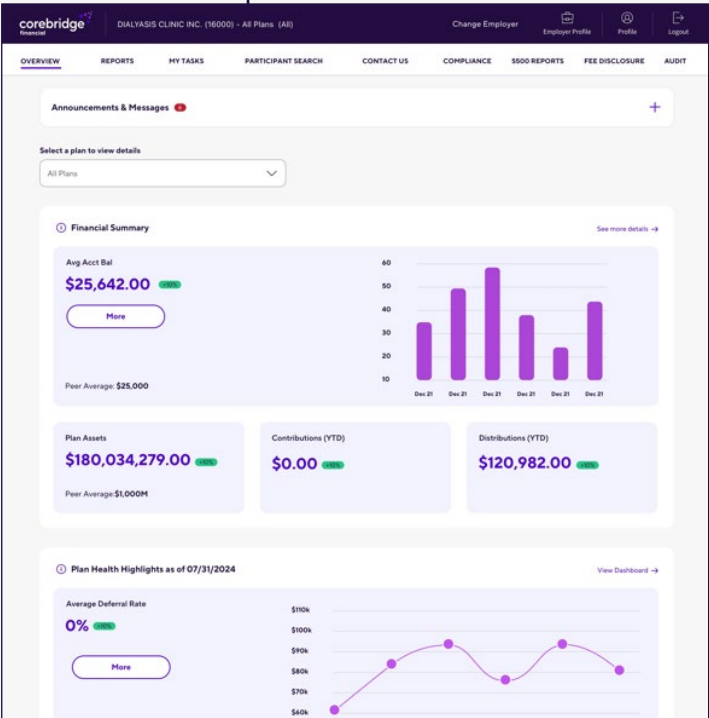 corebridge
financial
DIALYASIS CLINIC INC. (16000) - All Plans (All)
Change Employer
Employer Profile
Profile
Logout
OVERVIEW REPORTS MY TASKS PARTICIPANT SEARCH CONTACT US COMPLIANCE 5500 REPORTS FEE DISCLOSURE AUDIT
Announcements & Messages
+
Select a plan to view details
All Plans
Financial Summary
See more details →
Avg Acct Bal
$25,642.00 +10%
More
Peer Average: $25,000
60
50
40
30
20
10
Dec 21 Dec 21 Dec 21 Dec 21 Dec 21 Dec 21
Plan Assets
$180,034,279.00 +10%
Peer Average:$1,000M
Contributions (YTD)
$0.00 +10%
Distributions (YTD)
$120,982.00 +10%
Plan Health Highlights as of 07/31/2024
View Dashboard →
Average Deferral Rate
0% +10%
More
$110k
$100k
$90k
$80k
$70k
$60k